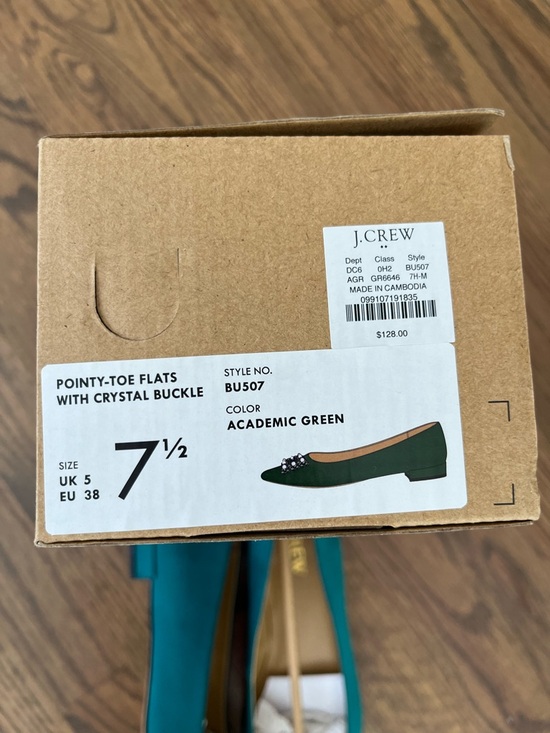 J.CREW
Dept Class Style
DC6 0H2 BU507
AGR GR6646 7H-M
MADE IN CAMBODIA
099107191835
$128.00
POINTY-TOE FLATS
WITH CRYSTAL BUCKLE
STYLE NO.
BU507
COLOR
ACADEMIC GREEN
SIZE
UK 5
EU 38
7½